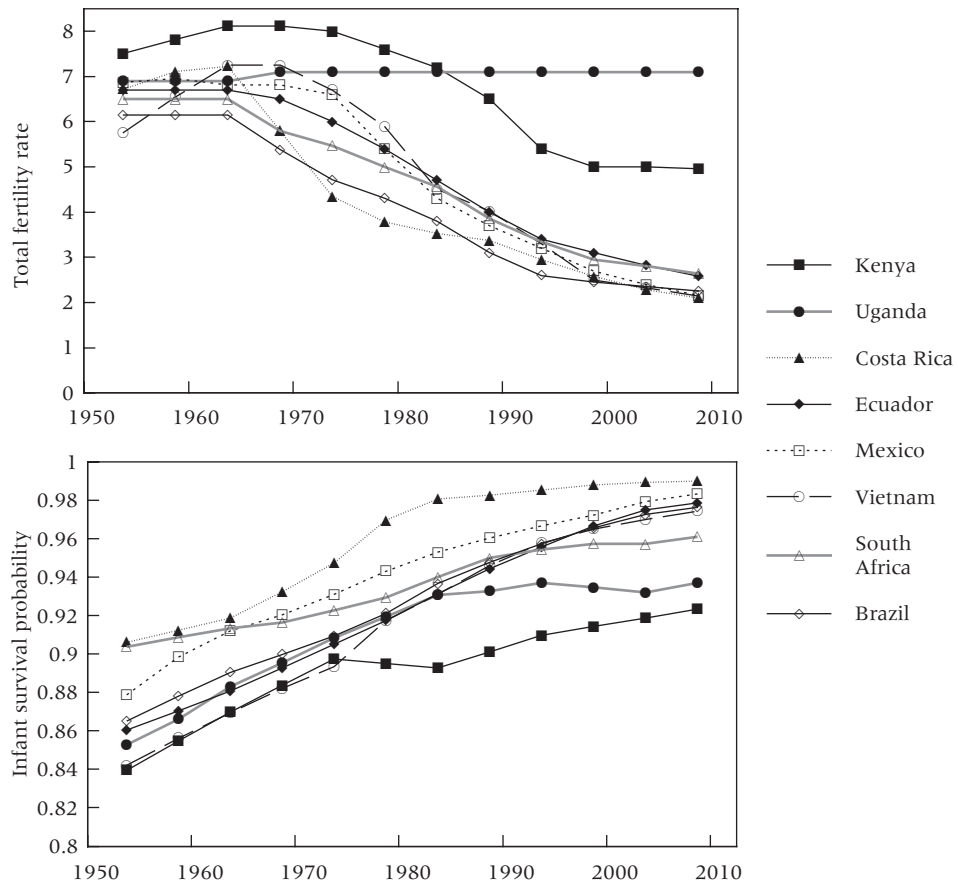 8
7
6
5
4
3
2
1
0
Total fertility rate
1950 1960 1970 1980 1990 2000 2010
1
0.98
0.96
0.94
0.92
0.9
0.88
0.86
0.84
0.82
0.8
Infant survival probability
1950 1960 1970 1980 1990 2000 2010
Kenya
Uganda
Costa Rica
Ecuador
Mexico
Vietnam
South
Africa
Brazil